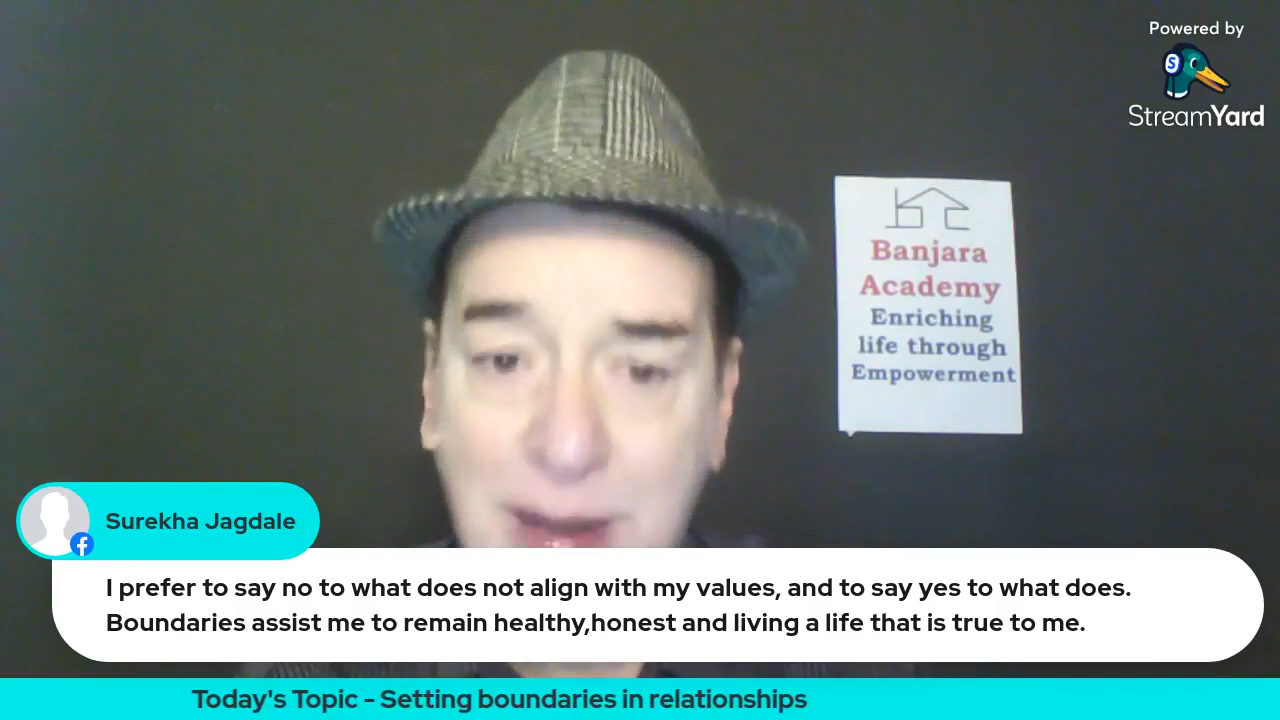 Powered by
StreamYard
Banjara
Academy
Enriching
life through
Empowerment
Surekha Jagdale
I prefer to say no to what does not align with my values, and to say yes to what does.
Boundaries assist me to remain healthy,honest and living a life that is true to me.
Today's Topic - Setting boundaries in relationships